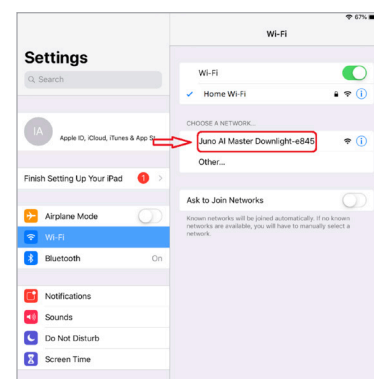 67%
Settings
Search
IA
Apple ID, iCloud, iTunes & App St
Finish Setting Up Your iPad 1
Airplane Mode
Wi-Fi
Bluetooth On
Notifications
Sounds
Do Not Disturb
Screen Time
Wi-Fi
Wi-Fi
Home Wi-Fi
CHOOSE A NETWORK...
Juno AI Master Downlight-e845
Other...
Ask to Join Networks
Known networks will be joined automatically. If no known
networks are available, you will have to manually select a
network.